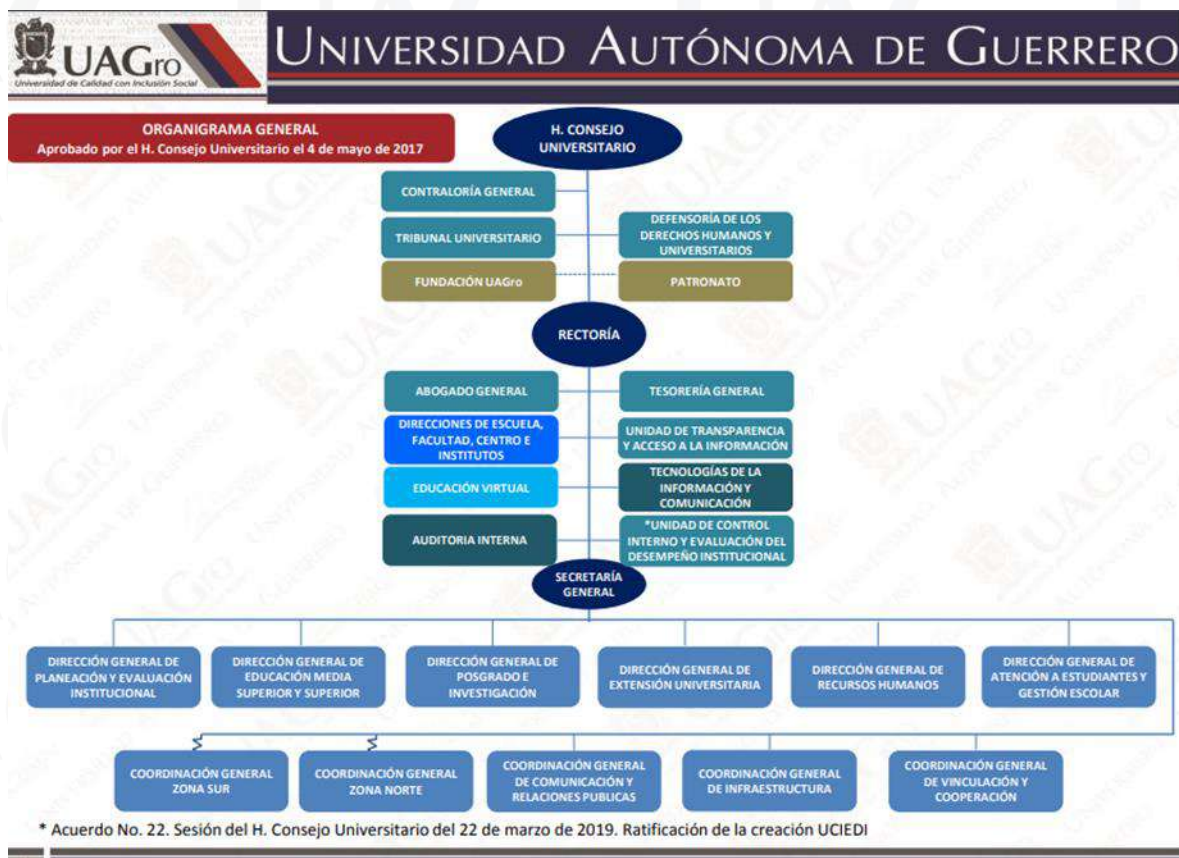 UAGro
Universidad de Calidad con Inclusión Social
UNIVERSIDAD AUTÓNOMA DE GUERRERO
ORGANIGRAMA GENERAL
Aprobado por el H. Consejo Universitario el 4 de mayo de 2017
H. CONSEJO
UNIVERSITARIO
CONTRALORÍA GENERAL
TRIBUNAL UNIVERSITARIO
DEFENSORÍA DE LOS
DERECHOS HUMANOS Y
UNIVERSITARIOS
FUNDACIÓN UAGro
PATRONATO
RECTORÍA
ABOGADO GENERAL
TESORERÍA GENERAL
DIRECCIONES DE ESCUELA,
FACULTAD, CENTRO E
INSTITUTOS
UNIDAD DE TRANSPARENCIA
Y ACCESO A LA INFORMACIÓN
EDUCACIÓN VIRTUAL
TECNOLOGÍAS DE LA
INFORMACIÓN Y
COMUNICACIÓN
AUDITORIA INTERNA
*UNIDAD DE CONTROL
INTERNO Y EVALUACIÓN DEL
DESEMPEÑO INSTITUCIONAL
SECRETARÍA
GENERAL
DIRECCIÓN GENERAL DE
PLANEACIÓN Y EVALUACIÓN
INSTITUCIONAL
DIRECCIÓN GENERAL DE
EDUCACIÓN MEDIA
SUPERIOR Y SUPERIOR
DIRECCIÓN GENERAL DE
POSGRADO E
INVESTIGACIÓN
DIRECCIÓN GENERAL DE
EXTENSIÓN UNIVERSITARIA
DIRECCIÓN GENERAL DE
RECURSOS HUMANOS
DIRECCIÓN GENERAL DE
ATENCIÓN A ESTUDIANTES Y
GESTIÓN ESCOLAR
COORDINACIÓN GENERAL
ZONA SUR
COORDINACIÓN GENERAL
ZONA NORTE
COORDINACIÓN GENERAL
DE COMUNICACIÓN Y
RELACIONES PUBLICAS
COORDINACIÓN GENERAL
DE INFRAESTRUCTURA
COORDINACIÓN GENERAL
DE VINCULACIÓN Y
COOPERACIÓN
* Acuerdo No. 22. Sesión del H. Consejo Universitario del 22 de marzo de 2019. Ratificación de la creación UCIEDI